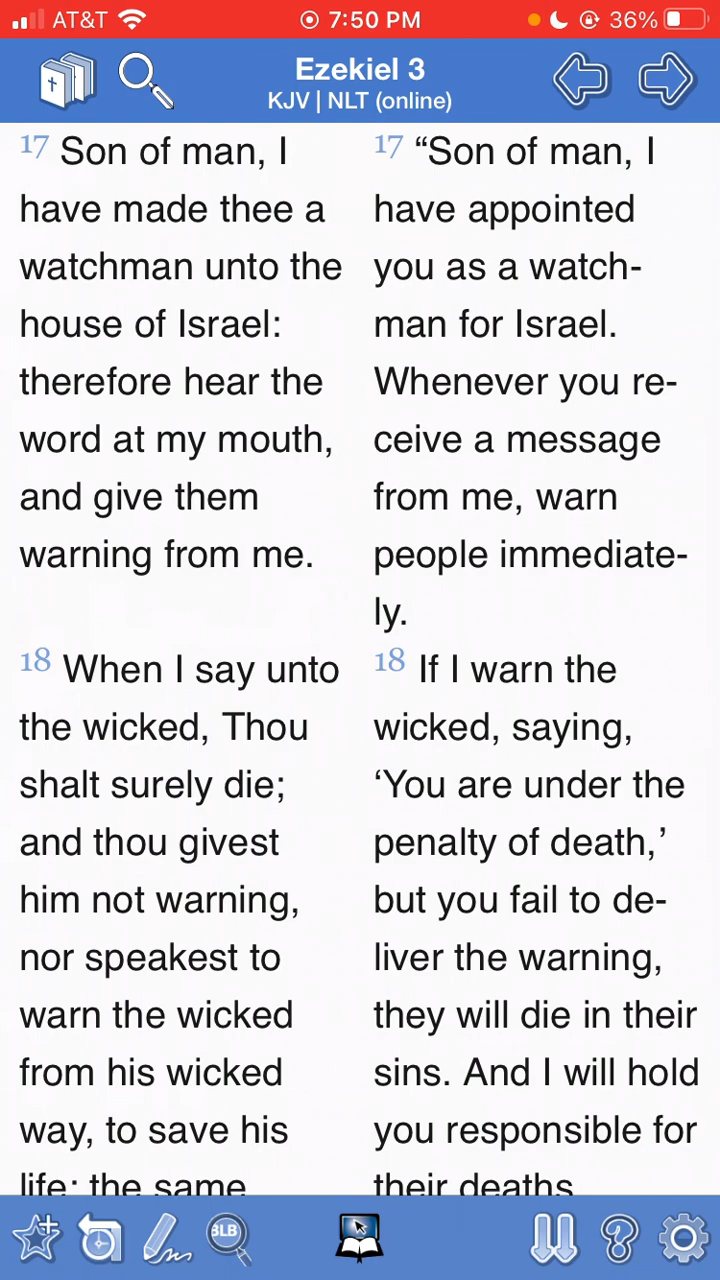 AT&T 7:50 PM 36%
Ezekiel 3
KJV | NLT (online)
17 Son of man, I
have made thee a
watchman unto the
house of Israel:
therefore hear the
word at my mouth,
and give them
warning from me.
18 When I say unto
the wicked, Thou
shalt surely die;
and thou givest
him not warning,
nor speakest to
warn the wicked
from his wicked
way, to save his
life; the same
17 “Son of man, I
have appointed
you as a watch-
man for Israel.
Whenever you re-
ceive a message
from me, warn
people immediate-
ly.
18 If I warn the
wicked, saying,
‘You are under the
penalty of death,’
but you fail to de-
liver the warning,
they will die in their
sins. And I will hold
you responsible for
their deaths
BLB